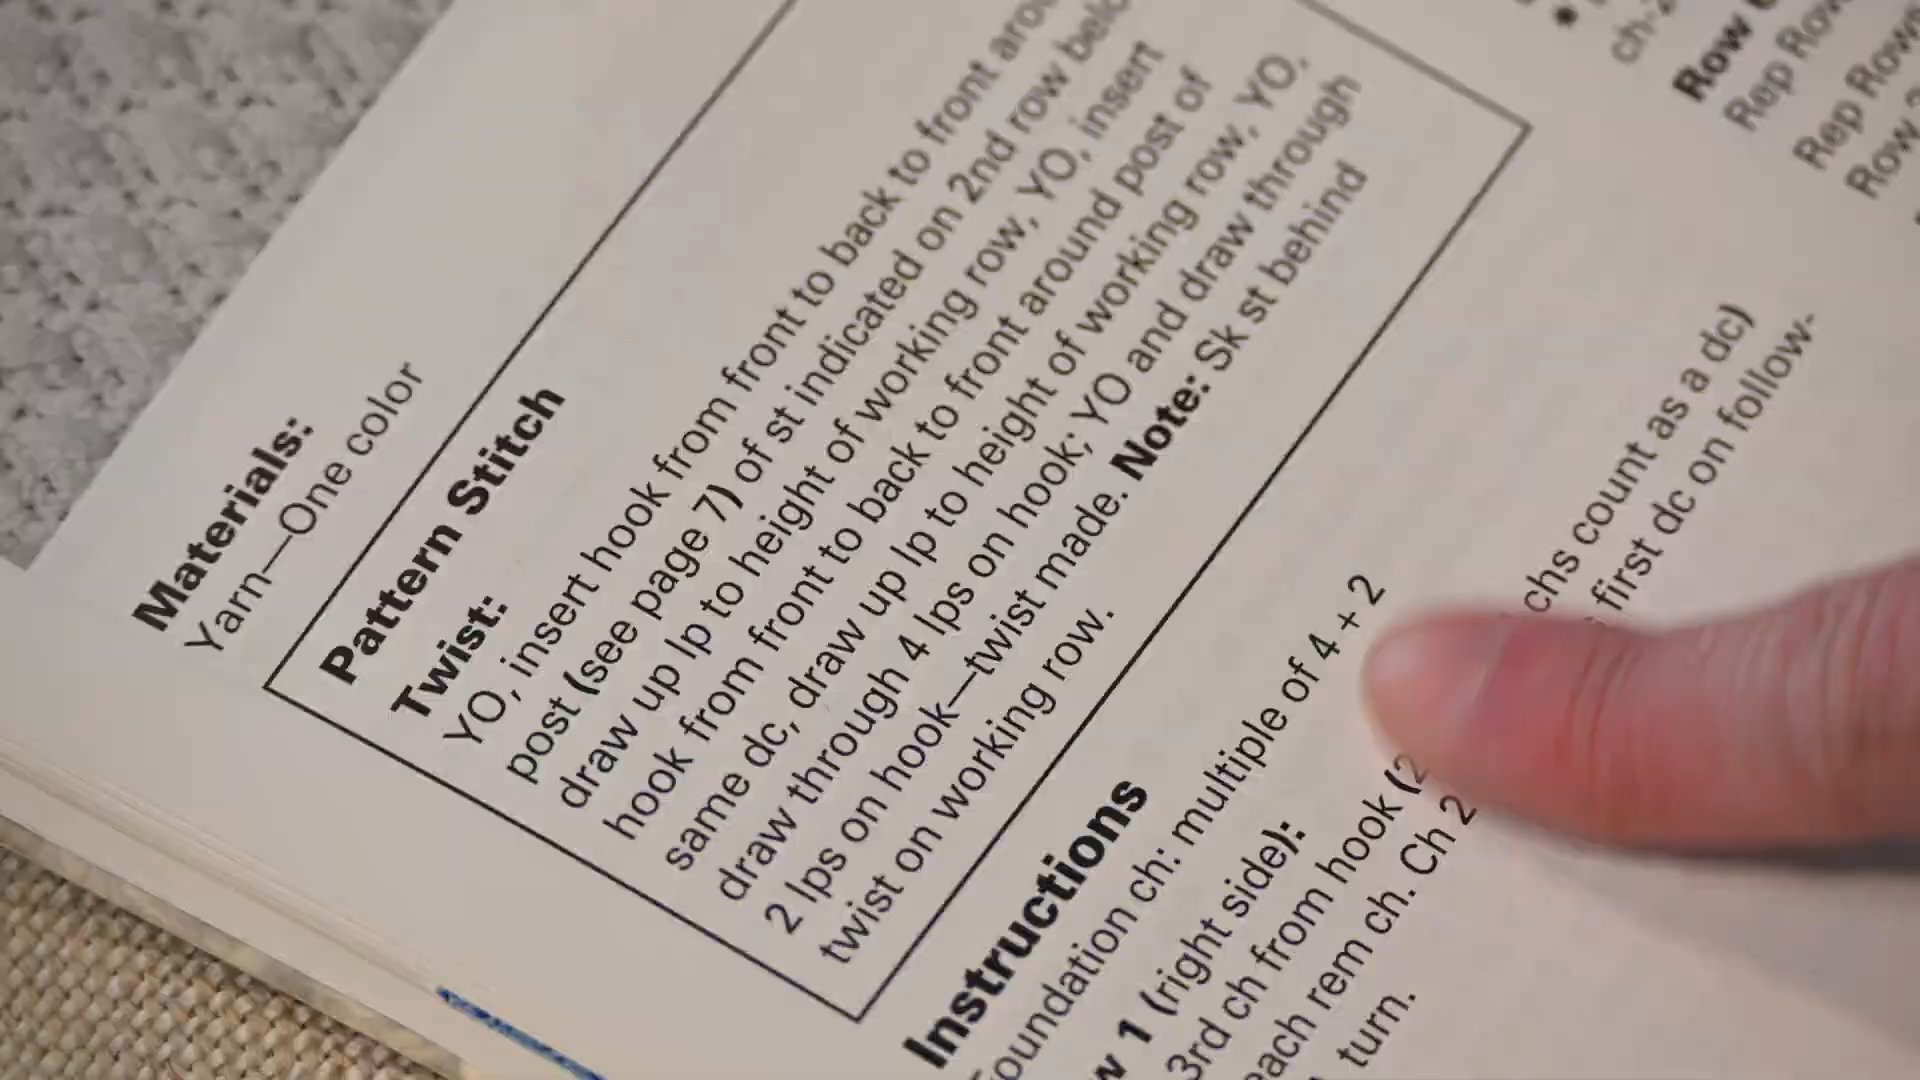 Materials:
Yarn—One color
Pattern Stitch
Twist:
YO, insert hook from front to back to front
post (see page 7) of st indicated on 2nd row
draw up lp to height of working row, YO, insert
hook from front to back to front around post of
same dc, draw up lp to height of working row, YO,
draw through 4 lps on hook; YO and draw through
2 lps on hook—twist made. Note: Sk st behind
twist on working row.
Instructions
ch: multiple of 4 + 2
1 (right side):
3rd ch from hook (2 chs count as a dc)
each rem ch. Ch 2 first dc on follow-
turn.
ch-2
Row
Rep Row
Rep Rows
Row